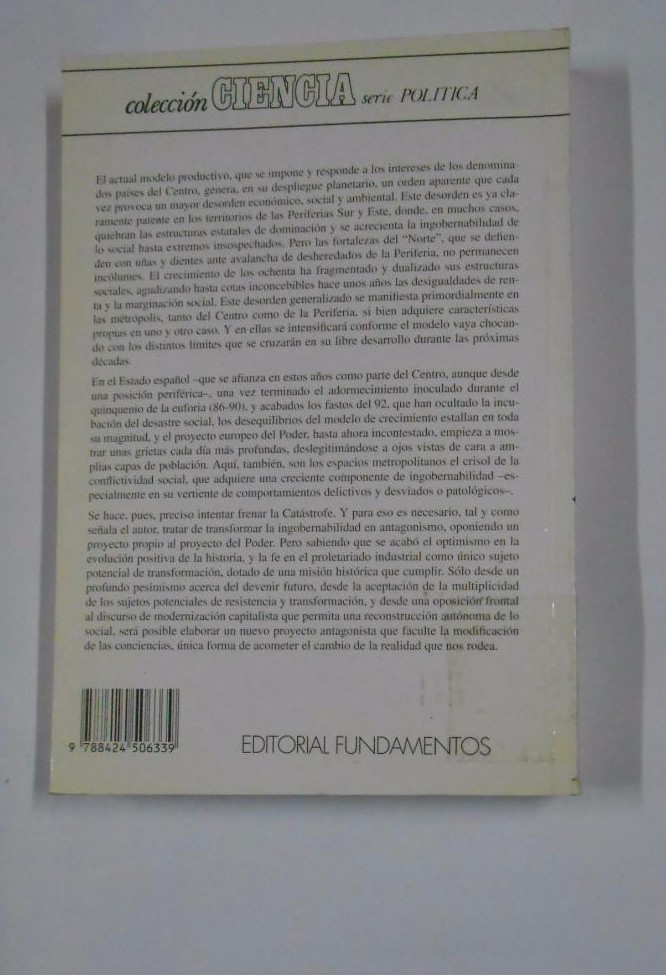 colección CIENCIA serie POLITICA
El actual modelo productivo, que se impone y responde a los intereses de los denomina-
dos países del Centro, genera, en su despliegue planetario, un orden aparente que cada
vez provoca un mayor desorden económico, social y ambiental. Este desorden es ya cla-
ramente patente en los territorios de las Periferias Sur y Este, donde, en muchos casos,
quiebran las estructuras estatales de dominación y se acrecienta la ingobernabilidad de
lo social hasta extremos insospechados. Pero las fortalezas del "Norte", que se defien-
den con uñas y dientes ante avalancha de desheredados de la Periferia, no permanecen
incólumes. El crecimiento de los ochenta ha fragmentado y dualizado sus estructuras
sociales, agudizando hasta cotas inconcebibles hace unos años las desigualdades de ren-
ta y la marginación social. Este desorden generalizado se manifiesta primordialmente en
las métrópolis, tanto del Centro como de la Periferia, si bien adquiere características
propias en uno y otro caso. Y en ellas se intensificará conforme el modelo vaya chocan-
do con los distintos límites que se cruzarán en su libre desarrollo durante las próximas
décadas.
En el Estado español –que se afianza en estos años como parte del Centro, aunque desde
una posición periférica–, una vez terminado el adormecimiento inoculado durante el
quinquenio de la euforia (86-90), y acabados los fastos del 92, que han ocultado la incu-
bación del desastre social, los desequilibrios del modelo de crecimiento estallan en toda
su magnitud, y el proyecto europeo del Poder, hasta ahora incontestado, empieza a mos-
trar unas grietas cada día más profundas, deslegitimándose a ojos vistas de cara a am-
plias capas de población. Aquí, también, son los espacios metropolitanos el crisol de la
conflictividad social, que adquiere una creciente componente de ingobernabilidad –es-
pecialmente en su vertiente de comportamientos delictivos y desviados o patológicos–.
Se hace, pues, preciso intentar frenar la Catástrofe. Y para eso es necesario, tal y como
señala el autor, tratar de transformar la ingobernabilidad en antagonismo, oponiendo un
proyecto propio al proyecto del Poder. Pero sabiendo que se acabó el optimismo en la
evolución positiva de la historia, y la fe en el proletariado industrial como único sujeto
potencial de transformación, dotado de una misión histórica que cumplir. Sólo desde un
profundo pesimismo acerca del devenir futuro, desde la aceptación de la multiplicidad
de los sujetos potenciales de resistencia y transformación, y desde una oposición frontal
al discurso de modernización capitalista que permita una reconstrucción autónoma de lo
social, será posible elaborar un nuevo proyecto antagonista que faculte la modificación
de las conciencias, única forma de acometer el cambio de la realidad que nos rodea.
9 788424 506339
EDITORIAL FUNDAMENTOS